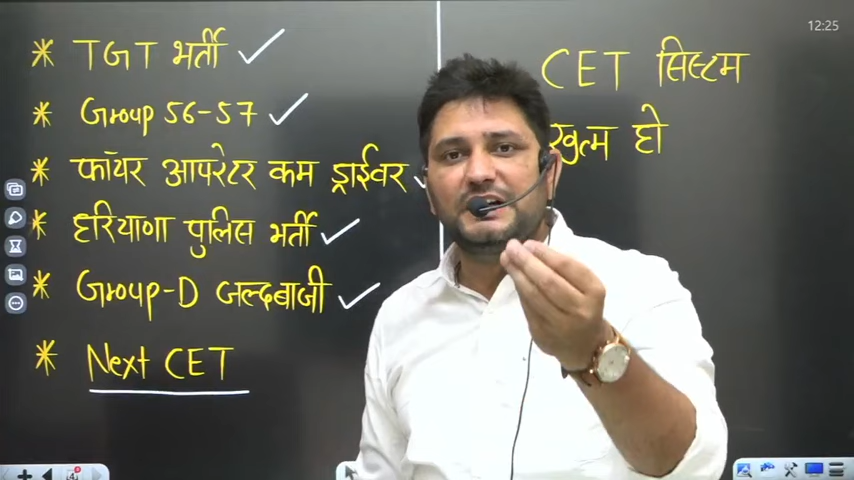 12:25
* TGT भर्ती ✓
* Group 56-57 ✓
* फॉयर आपरेटर कम ड्राईवर ✓
* हरियाणा पुलिस भर्ती ✓
* Group-D जल्दबाजी ✓
* Next CET
CET सिस्टम
खत्म हो